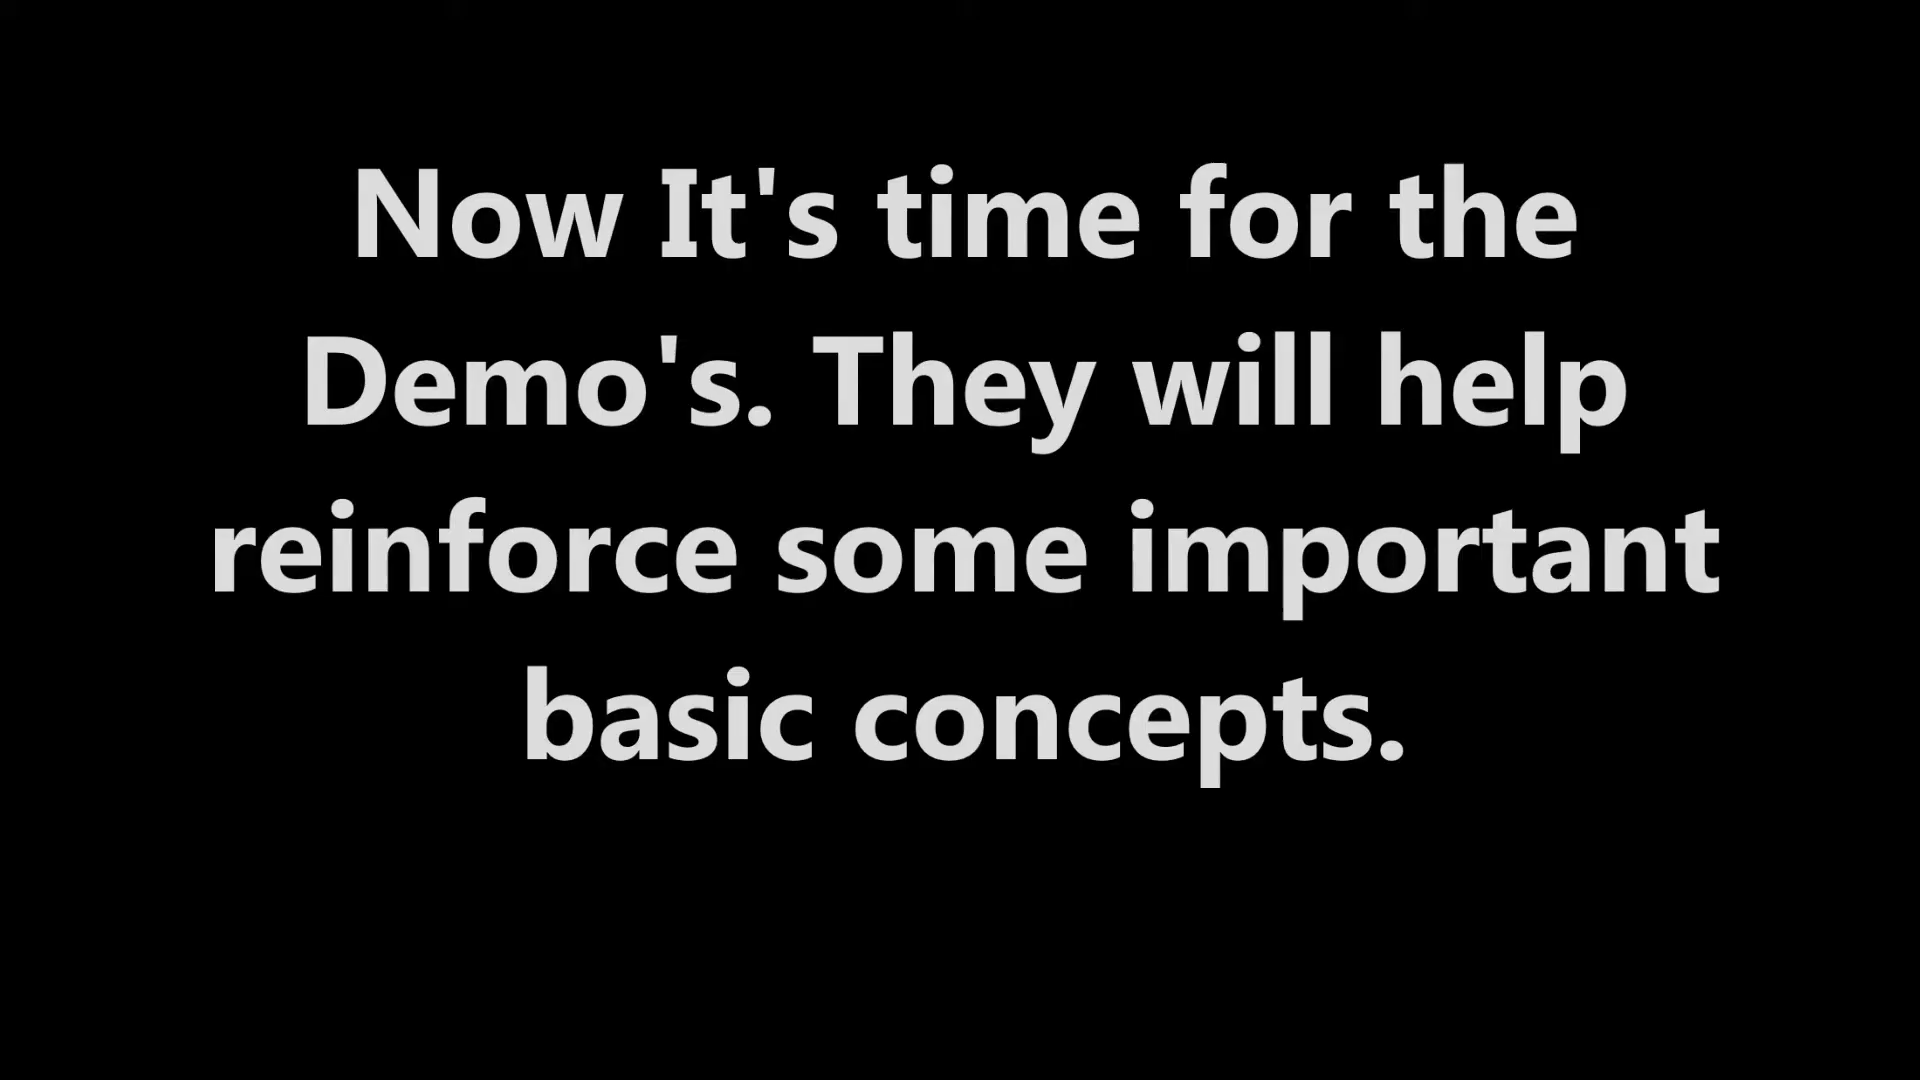 Now It's time for the
Demo's. They will help
reinforce some important
basic concepts.